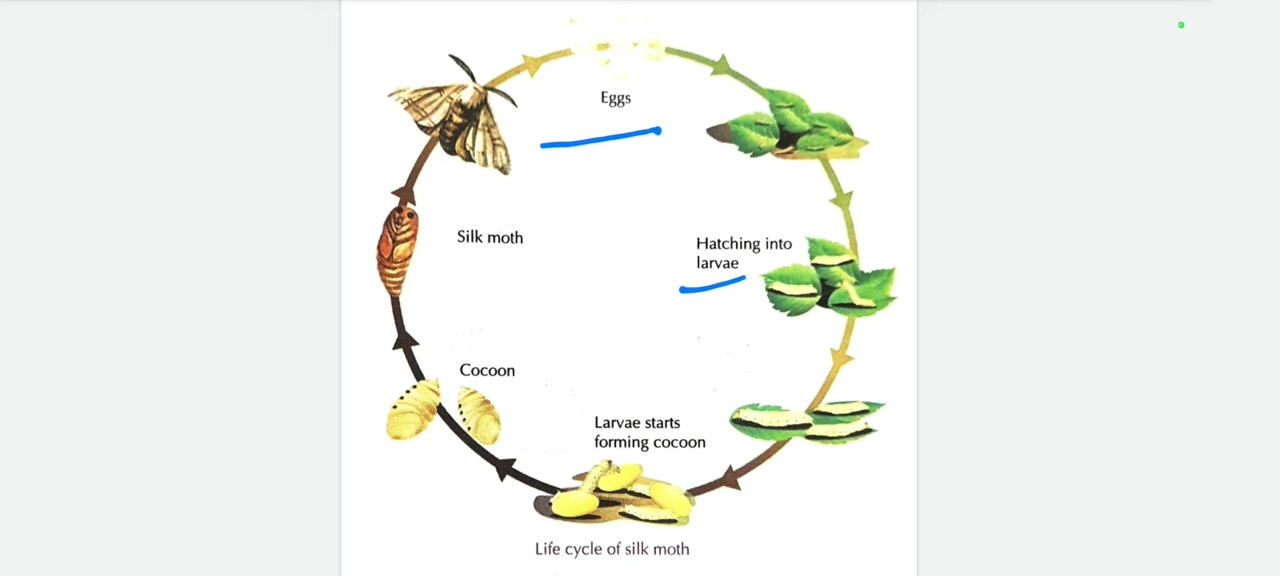 Eggs
Hatching into
larvae
Silk moth
Cocoon
Larvae starts
forming cocoon
Life cycle of silk moth